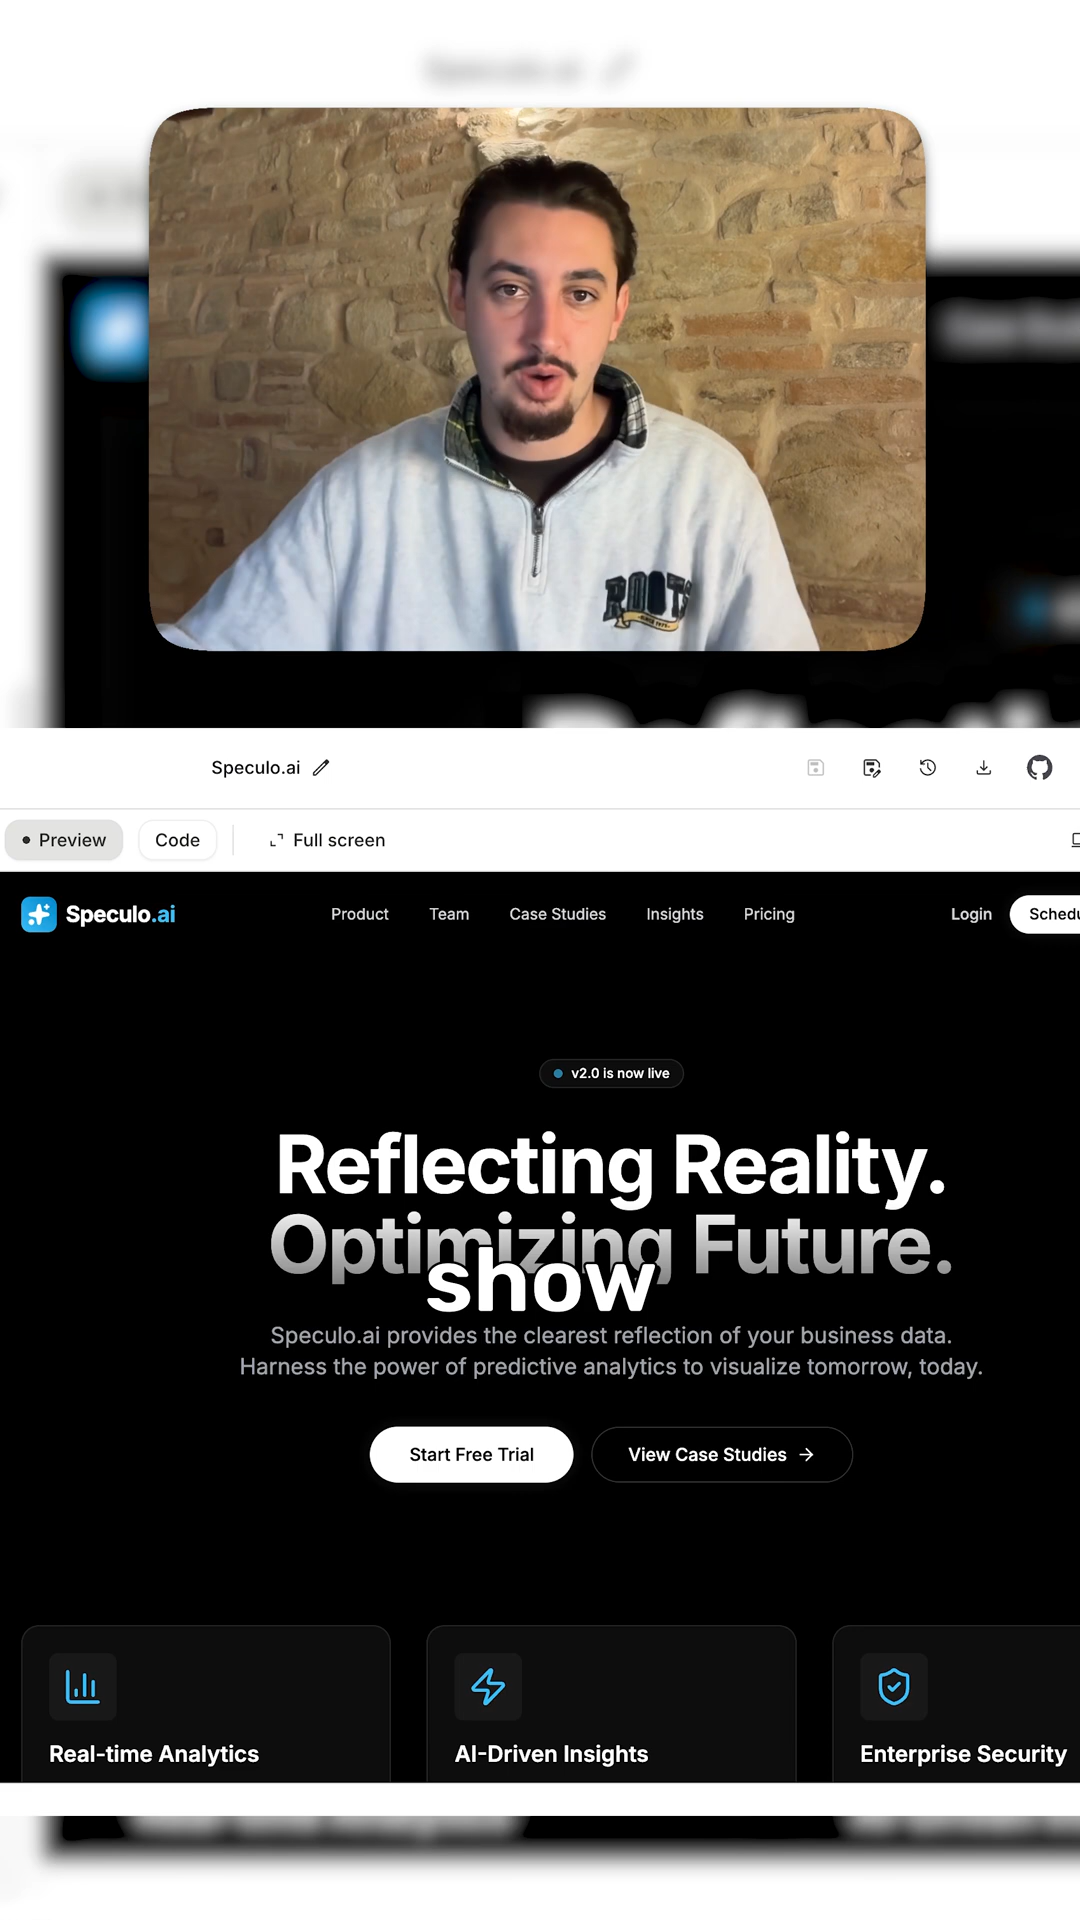 ROOTS
Speculo.ai
Preview
Code
Full screen
Speculo.ai
Product
Team
Case Studies
Insights
Pricing
Login
Schedu
v2.0 is now live
Reflecting Reality.
Optimizing Future.
show
Speculo.ai provides the clearest reflection of your business data.
Harness the power of predictive analytics to visualize tomorrow, today.
Start Free Trial
View Case Studies →
Real-time Analytics
AI-Driven Insights
Enterprise Security